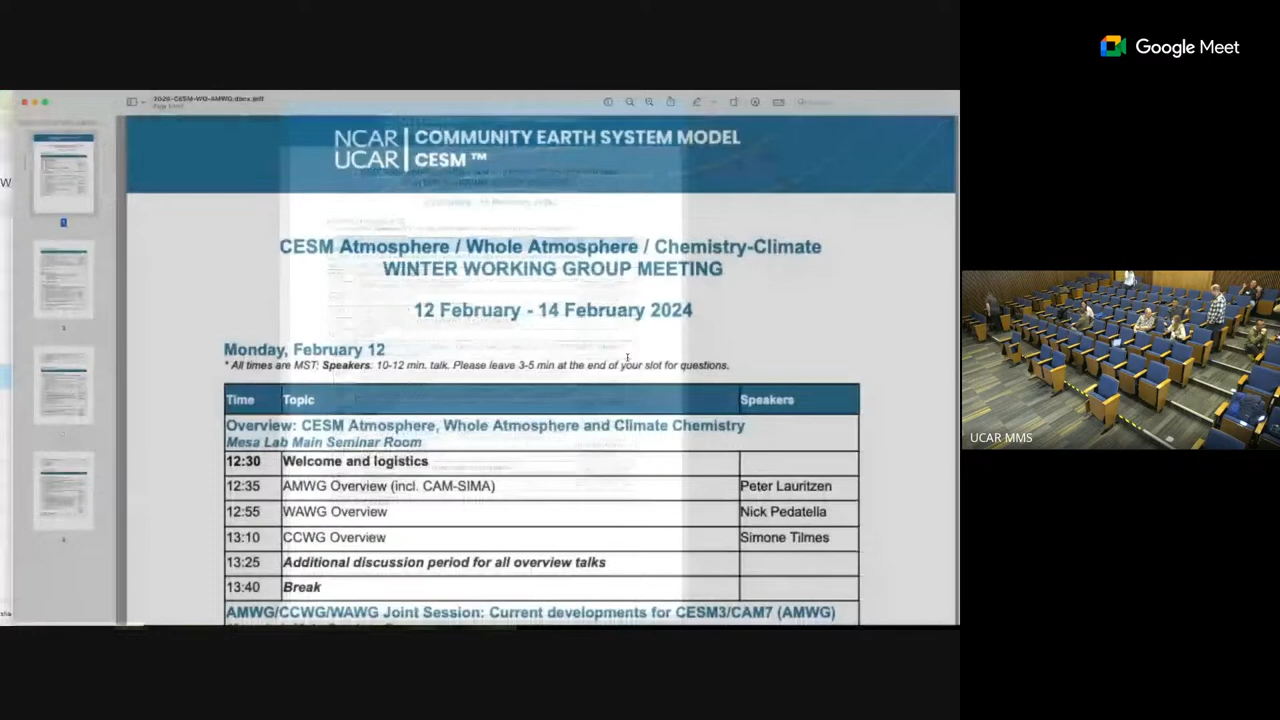 Google Meet
NCAR
UCAR
COMMUNITY EARTH SYSTEM MODEL
CESM ™
CESM Atmosphere / Whole Atmosphere / Chemistry-Climate
WINTER WORKING GROUP MEETING
12 February - 14 February 2024
Monday, February 12
* All times are MST; Speakers: 10-12 min. talk. Please leave 3-5 min at the end of your slot for questions.
Time Topic Speakers
Overview: CESM Atmosphere, Whole Atmosphere and Climate Chemistry
Mesa Lab Main Seminar Room
12:30 Welcome and logistics
12:35 AMWG Overview (incl. CAM-SIMA) Peter Lauritzen
12:55 WAWG Overview Nick Pedatella
13:10 CCWG Overview Simone Tilmes
13:25 Additional discussion period for all overview talks
13:40 Break
AMWG/CCWG/WAWG Joint Session: Current developments for CESM3/CAM7 (AMWG)
UCAR MMS